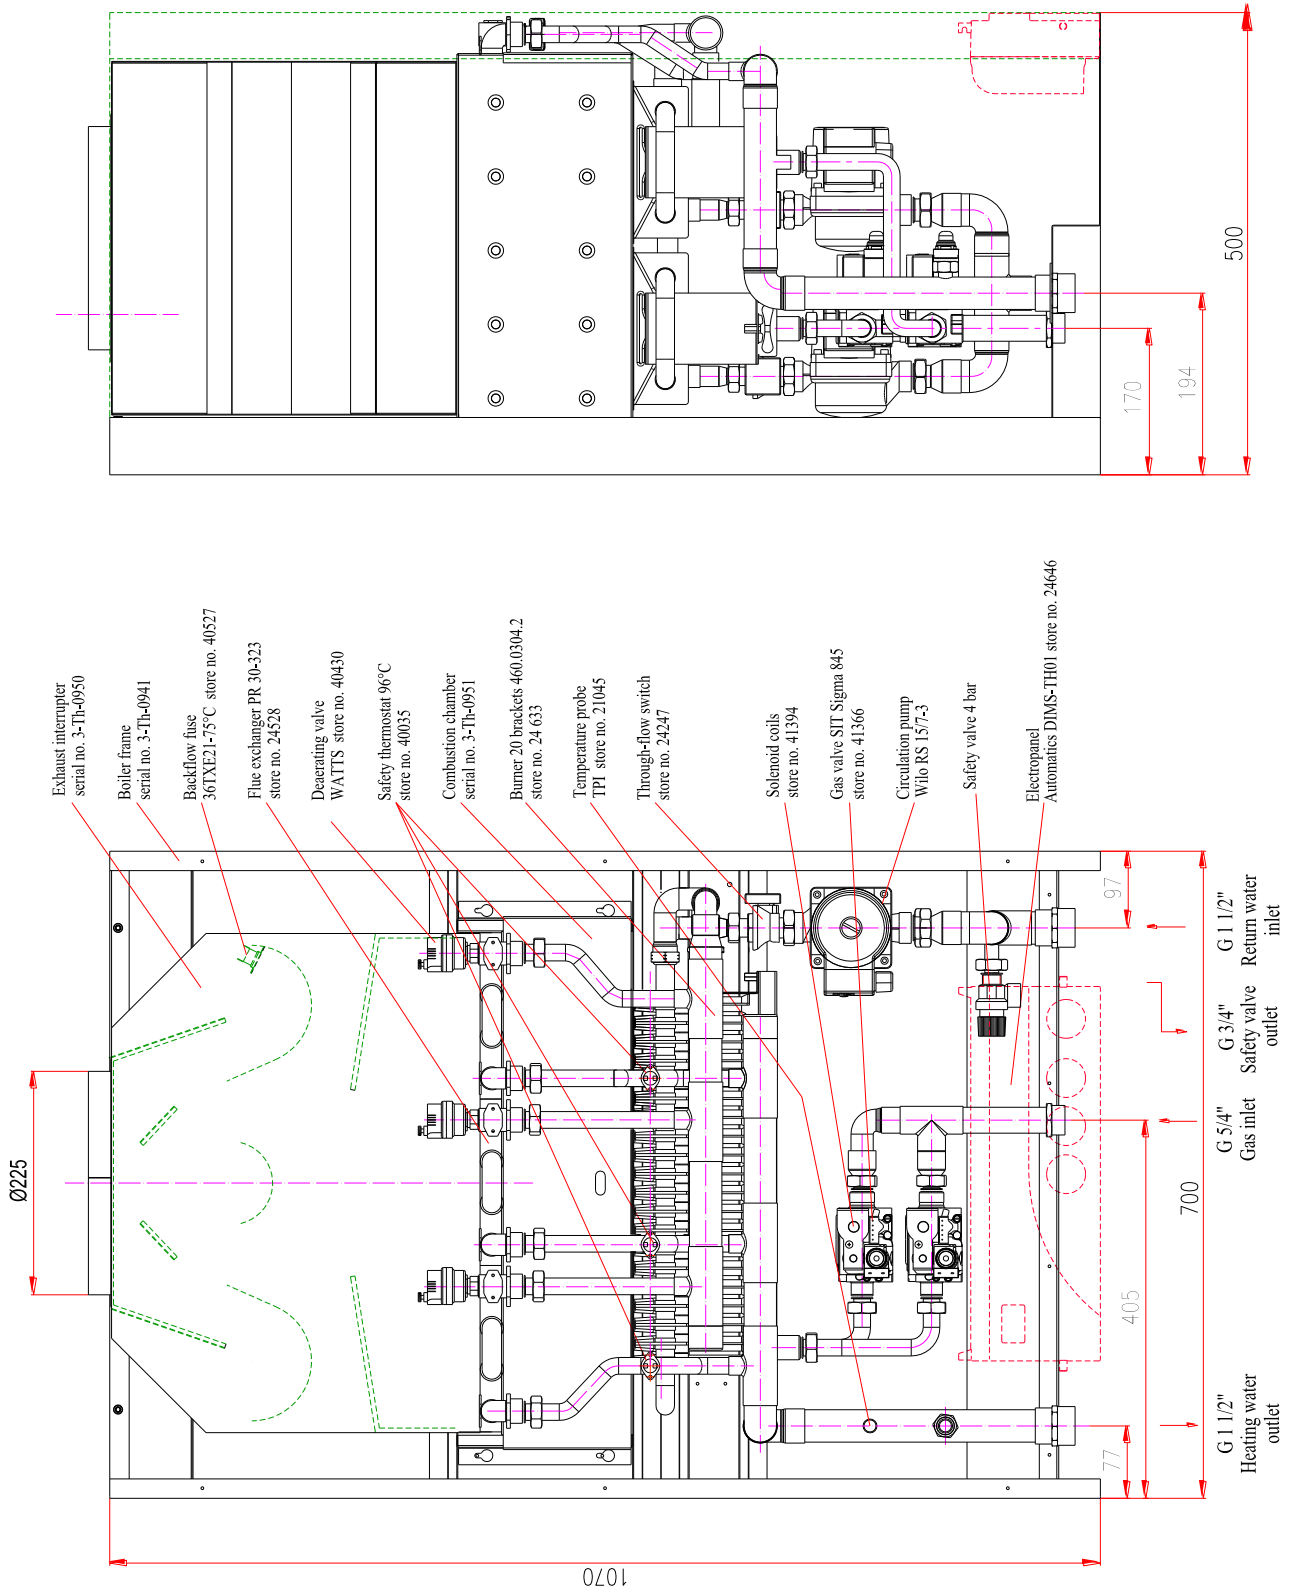 Exhaust interrupter
serial no. 3-Th-0950
Boiler frame
serial no. 3-Th-0941
Backflow fuse
36TXE21-75°C store no. 40527
Flue exchanger PR 30-323
store no. 24528
Deaerating valve
WATTS store no. 40430
Safety thermostat 96°C
store no. 40035
Combustion chamber
serial no. 3-Th-0951
Burner 20 brackets 460.0304.2
store no. 24 633
Temperature probe
TPI store no. 21045
Through-flow switch
store no. 24247
Solenoid coils
store no. 41394
Gas valve SIT Sigma 845
store no. 41366
Circulation pump
Wilo RS 15/7-3
Safety valve 4 bar
Electropanel
Automatics DIMS-TH01 store no. 24646
Ø225
1070
77
405
700
97
G 1 1/2"
Heating water
outlet
G 5/4"
Gas inlet
G 3/4"
Safety valve
outlet
G 1 1/2"
Return water
inlet
170
194
500